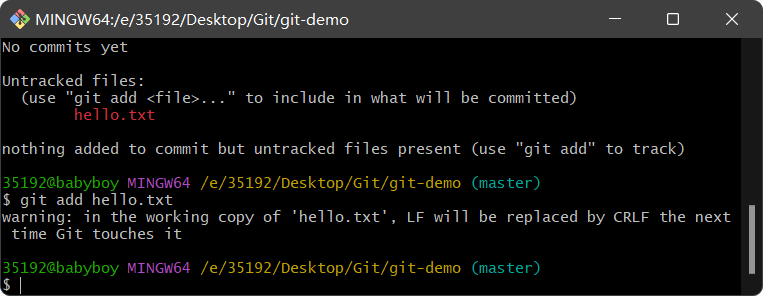 MINGW64:/e/35192/Desktop/Git/git-demo
No commits yet
Untracked files:
(use "git add <file>..." to include in what will be committed)
hello.txt
nothing added to commit but untracked files present (use "git add" to track)
35192@babyboy MINGW64 /e/35192/Desktop/Git/git-demo (master)
$ git add hello.txt
warning: in the working copy of 'hello.txt', LF will be replaced by CRLF the next
time Git touches it
35192@babyboy MINGW64 /e/35192/Desktop/Git/git-demo (master)
$